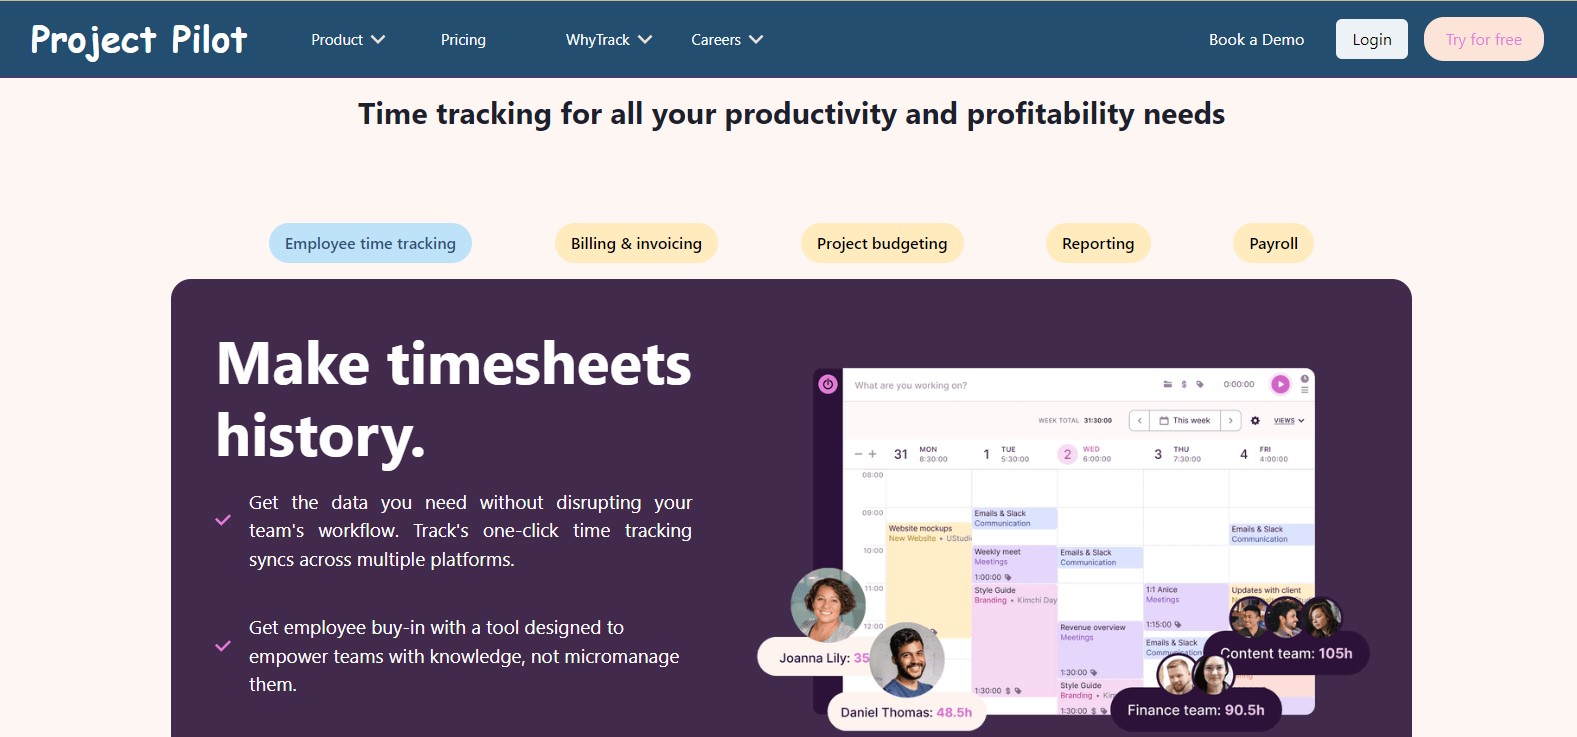 Project Pilot
Product
Pricing
WhyTrack
Careers
Book a Demo
Login
Try for free
Time tracking for all your productivity and profitability needs
Employee time tracking
Billing & invoicing
Project budgeting
Reporting
Payroll
Make timesheets
history.
Get the data you need without disrupting your
team's workflow. Track's one-click time tracking
syncs across multiple platforms.
Get employee buy-in with a tool designed to
empower teams with knowledge, not micromanage
them.
What are you working on?
$
0:00:00
WEEK TOTAL 31:30:00
This week
VIEWS
31 MON 8:30:00
1 TUE 5:30:00
2 WED 6:00:00
3 THU 7:30:00
4 FRI 4:00:00
08:00
09:00
10:00
11:00
12:00
Website mockups
New Website • UStudi
Emails & Slack
Communication
Weekly meet
Meetings
1:00:00
Style Guide
Branding • Kimchi Day
1:30:00 $
Emails & Slack
Communication
Revenue overview
Meetings
1:30:00
Style Guide
Branding •
1:30:00 $
1:1 Anice
Meetings
1:15:00
Emails & Slack
Emails & Slack
Communication
Updates with client
Joanna Lily: 35
Daniel Thomas: 48.5h
Content team: 105h
Finance team: 90.5h